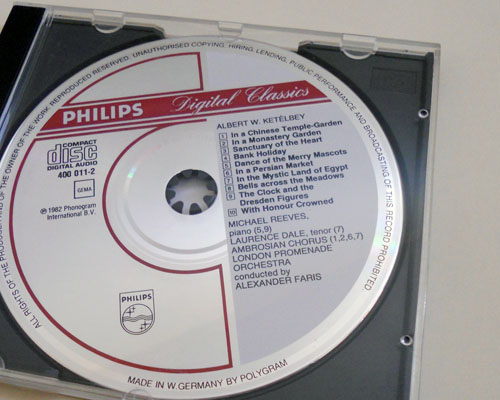 ALL RIGHTS OF THE PRODUCER AND OF THE OWNER OF THE WORK REPRODUCED RESERVED. UNAUTHORISED COPYING, HIRING, LENDING, PUBLIC PERFORMANCE AND BROADCASTING OF THIS RECORD PROHIBITED
PHILIPS Digital Classics
COMPACT
disc
DIGITAL AUDIO
400 011-2
GEMA
℗ 1982 Phonogram
International B.V.
ALBERT W. KETÈLBEY
1 In a Chinese Temple-Garden
2 In a Monastery Garden
3 Sanctuary of the Heart
4 Bank Holiday
5 Dance of the Merry Mascots
6 In a Persian Market
7 In the Mystic Land of Egypt
8 Bells across the Meadows
9 The Clock and the
Dresden Figures
10 With Honour Crowned
MICHAEL REEVES,
piano (5,9)
LAURENCE DALE, tenor (7)
AMBROSIAN CHORUS (1,2,6,7)
LONDON PROMENADE
ORCHESTRA
conducted by
ALEXANDER FARIS
PHILIPS
MADE IN W.GERMANY BY POLYGRAM